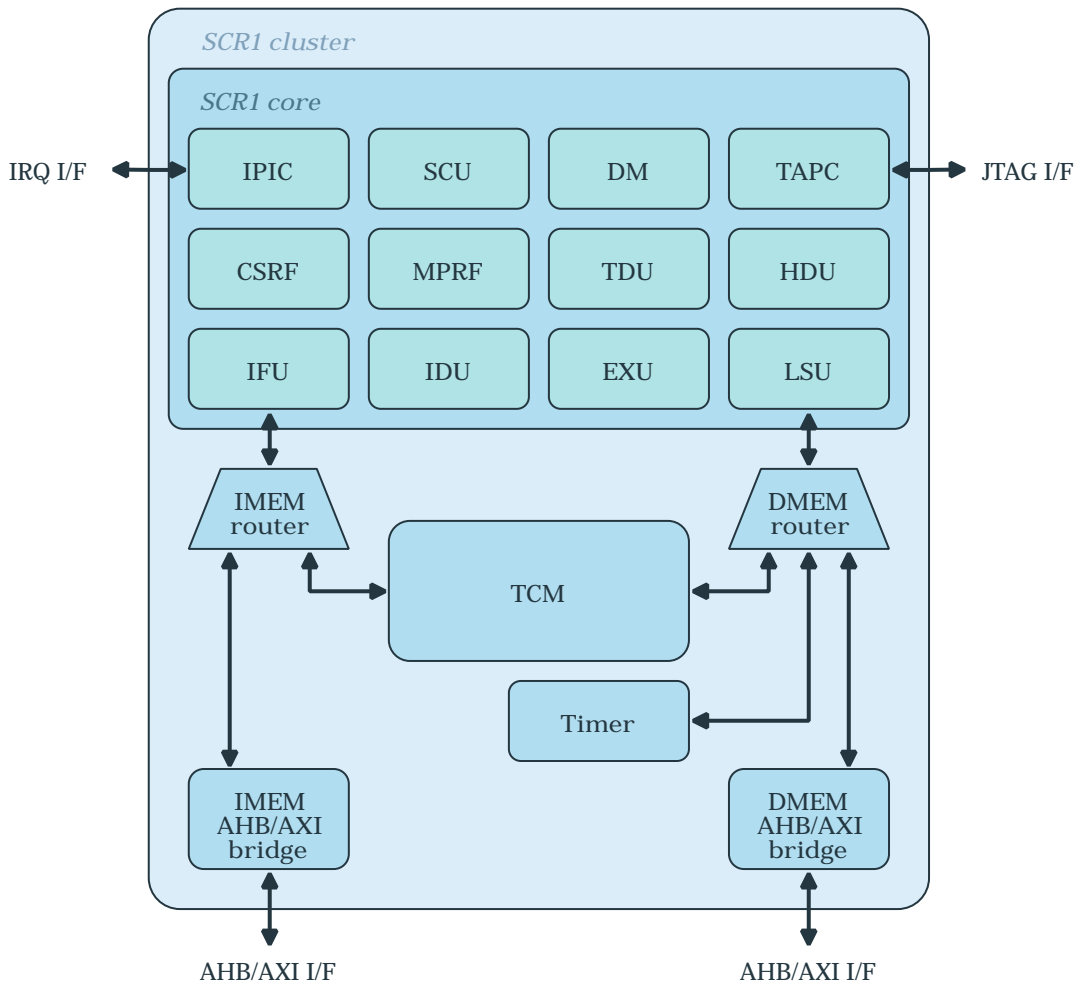 SCR1 cluster
SCR1 core
IRQ I/F
IPIC
SCU
DM
TAPC
JTAG I/F
CSRF
MPRF
TDU
HDU
IFU
IDU
EXU
LSU
IMEM
router
DMEM
router
TCM
Timer
IMEM
AHB/AXI
bridge
DMEM
AHB/AXI
bridge
AHB/AXI I/F
AHB/AXI I/F